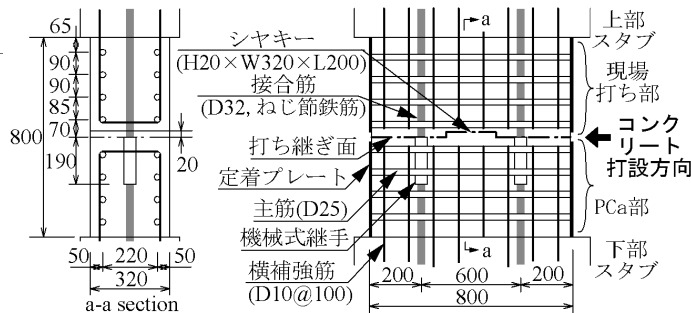 65
90
90
85
70
190
800
20
50
220
50
320
a-a section
シヤキー
(H20×W320×L200)
接合筋
(D32, ねじ節鉄筋)
打ち継ぎ面
定着プレート
主筋(D25)
機械式継手
横補強筋
(D10@100)
a
a
200
600
200
800
上部
スタブ
現場
打ち部
コンク
リート
打設方向
PCa部
下部
スタブ